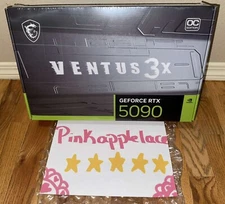 OC
VENTUS 3X
GEFORCE RTX
5090
Pinkapplelace